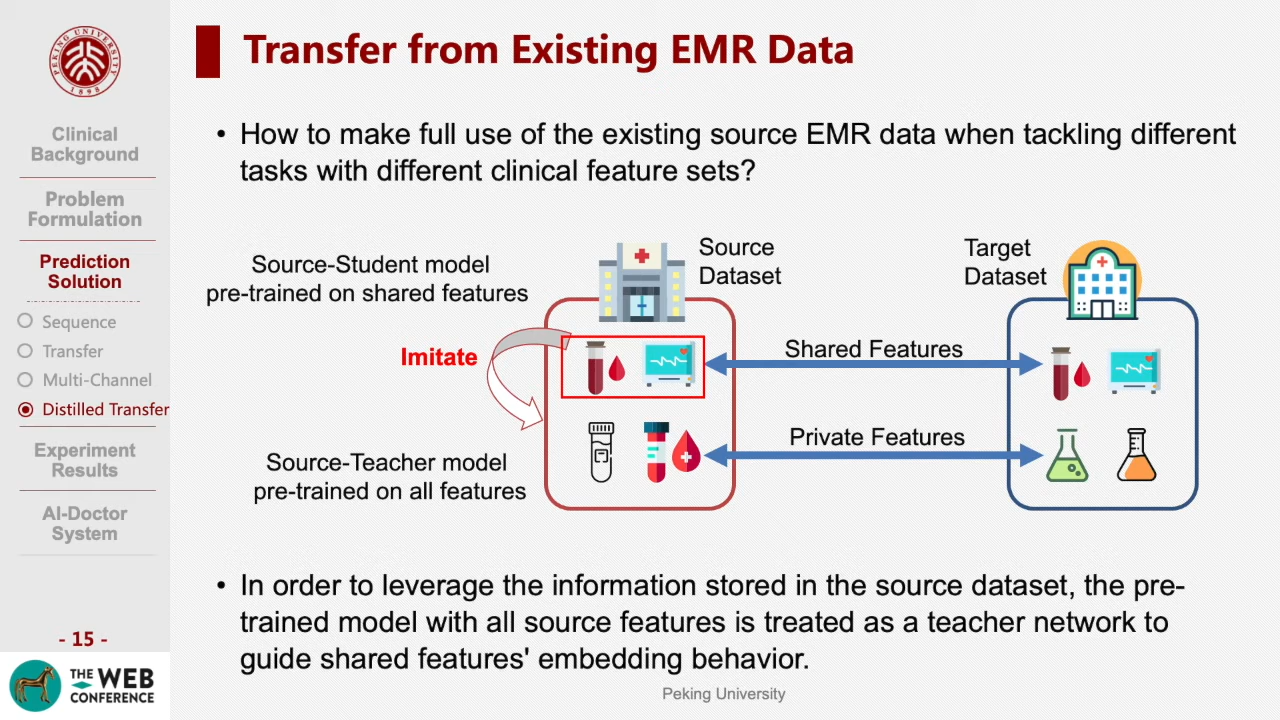 PEKING UNIVERSITY
1898
Clinical
Background
Problem
Formulation
Prediction
Solution
Sequence
Transfer
Multi-Channel
Distilled Transfer
Experiment
Results
AI-Doctor
System
- 15 -
THE WEB
CONFERENCE
Transfer from Existing EMR Data
• How to make full use of the existing source EMR data when tackling different
tasks with different clinical feature sets?
Source-Student model
pre-trained on shared features
Source
Dataset
Target
Dataset
Imitate
Shared Features
Private Features
Source-Teacher model
pre-trained on all features
• In order to leverage the information stored in the source dataset, the pre-
trained model with all source features is treated as a teacher network to
guide shared features' embedding behavior.
Peking University